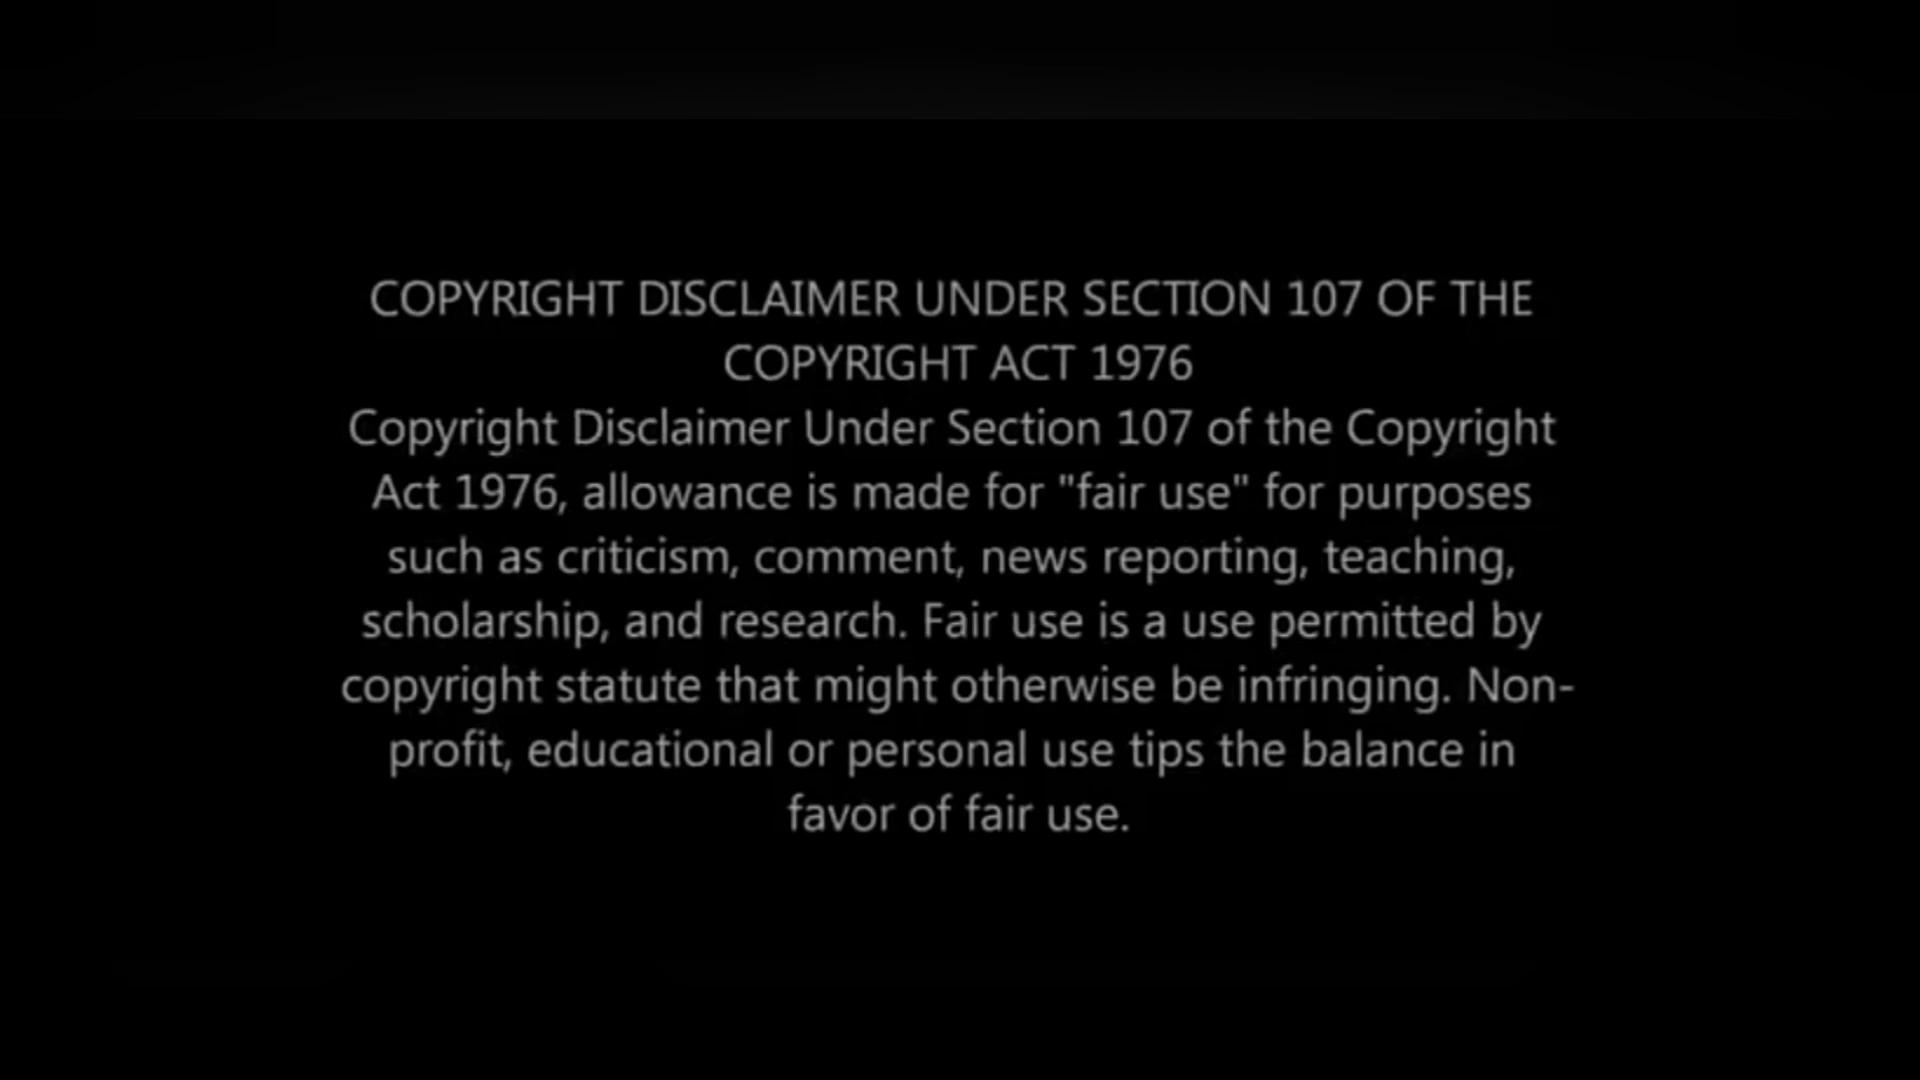 COPYRIGHT DISCLAIMER UNDER SECTION 107 OF THE
COPYRIGHT ACT 1976
Copyright Disclaimer Under Section 107 of the Copyright
Act 1976, allowance is made for "fair use" for purposes
such as criticism, comment, news reporting, teaching,
scholarship, and research. Fair use is a use permitted by
copyright statute that might otherwise be infringing. Non-
profit, educational or personal use tips the balance in
favor of fair use.